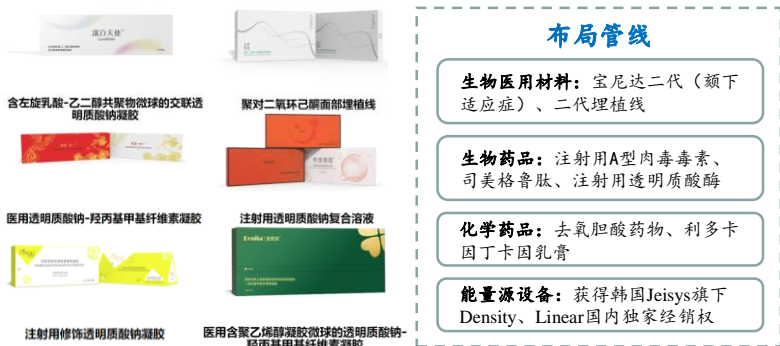 濡白天使
含左旋乳酸-乙二醇共聚物微球的交联透
明质酸钠凝胶
聚对二氧环己酮面部埋植线
医用透明质酸钠-羟丙基甲基纤维素凝胶
注射用透明质酸钠复合溶液
注射用修饰透明质酸钠凝胶
医用含聚乙烯醇凝胶微球的透明质酸钠-
羟丙基甲基纤维素凝胶
布局管线
生物医用材料：宝尼达二代（颏下
适应症）、二代埋植线
生物药品：注射用A型肉毒毒素、
司美格鲁肽、注射用透明质酸酶
化学药品：去氧胆酸药物、利多卡
因丁卡因乳膏
能量源设备：获得韩国Jeisys旗下
Density、Linear国内独家经销权